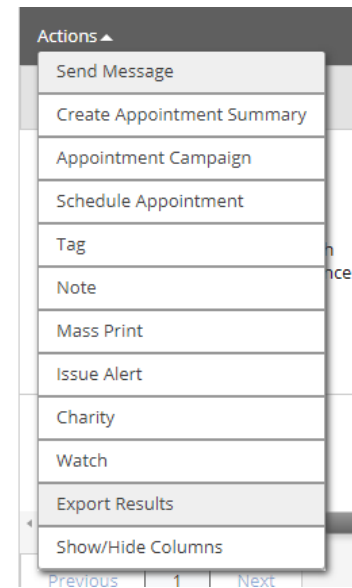 Actions▲
Send Message
Create Appointment Summary
Appointment Campaign
Schedule Appointment
Tag
Note
Mass Print
Issue Alert
Charity
Watch
Export Results
Show/Hide Columns
Previous 1 Next